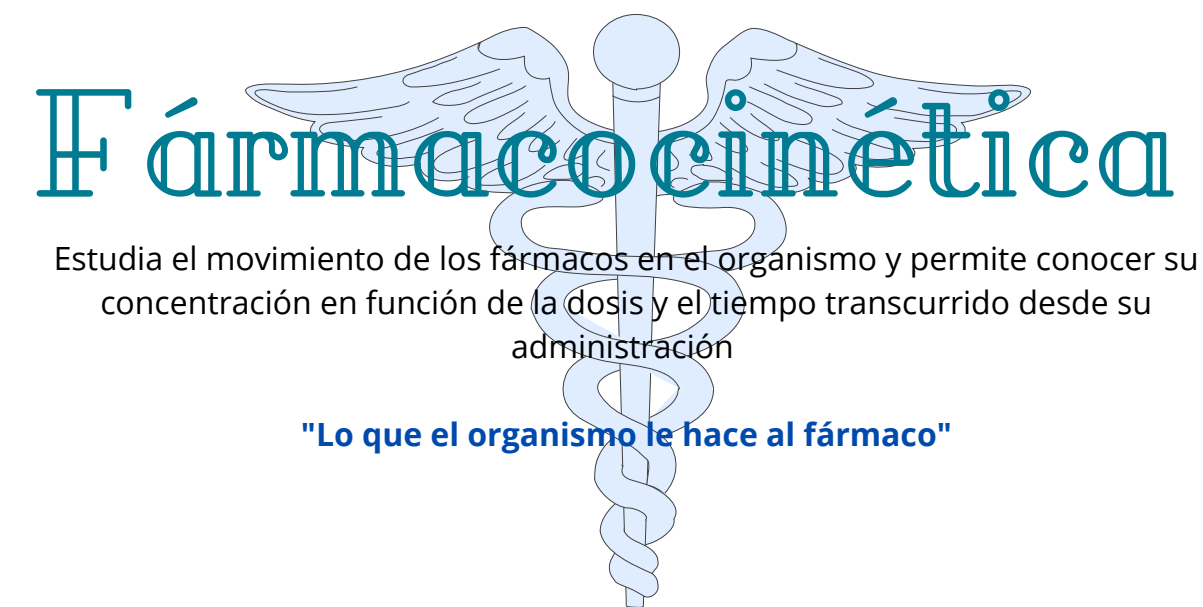 Fármacocinética
Estudia el movimiento de los fármacos en el organismo y permite conocer su
concentración en función de la dosis y el tiempo transcurrido desde su
administración
"Lo que el organismo le hace al fármaco"